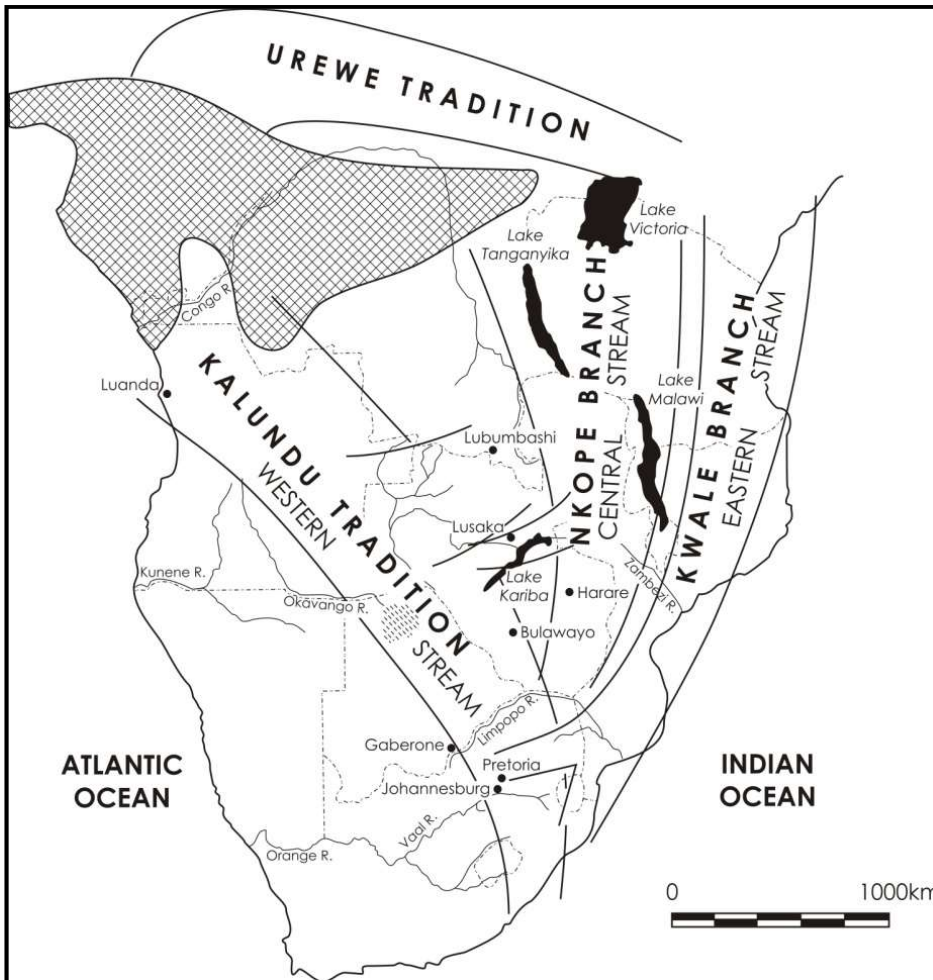 UREWE TRADITION
Lake
Victoria
Lake
Tanganyika
Congo R.
NKOPE BRANCH
CENTRAL STREAM
KWALE BRANCH
EASTERN STREAM
Luanda
KALUNDU TRADITION
WESTERN STREAM
Lake
Malawi
Lubumbashi
Lusaka
Lake
Kariba
Harare
Zambezi R.
Kunene R.
Okavango R.
Bulawayo
Limpopo R.
Gaberone
Pretoria
Johannesburg
Vaal R.
Orange R.
ATLANTIC
OCEAN
INDIAN
OCEAN
0 1000km